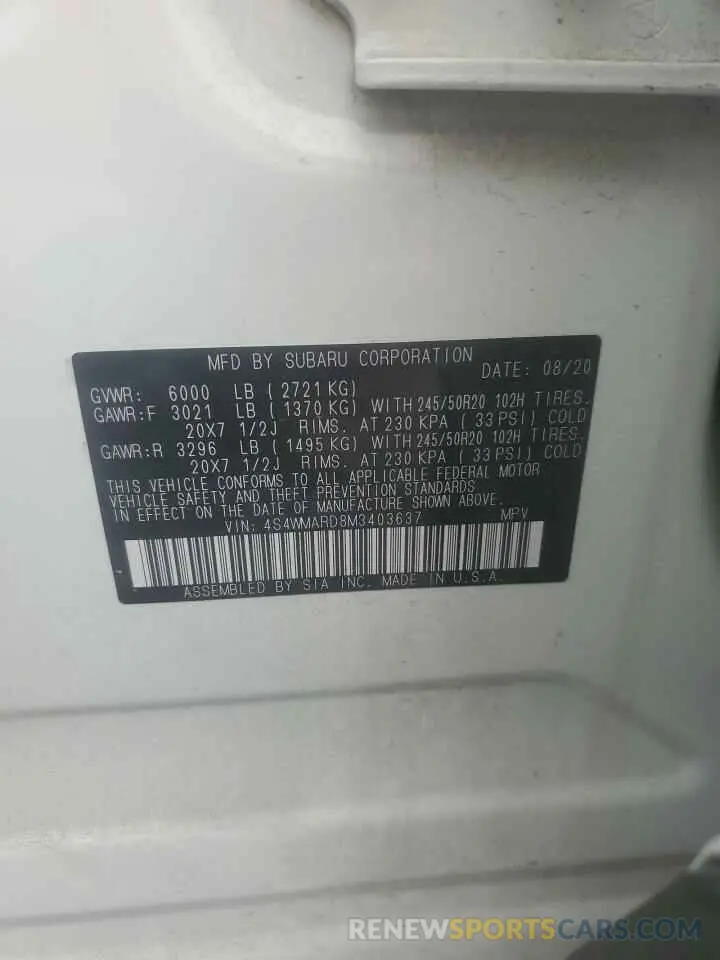 MFD BY SUBARU CORPORATION DATE: 08/20
GVWR: 6000 LB ( 2721 KG)
GAWR:F 3021 LB ( 1370 KG) WITH 245/50R20 102H TIRES.
20X7 1/2J RIMS. AT 230 KPA ( 33 PSI) COLD
GAWR:R 3296 LB ( 1495 KG) WITH 245/50R20 102H TIRES.
20X7 1/2J RIMS. AT 230 KPA ( 33 PSI) COLD
THIS VEHICLE CONFORMS TO ALL APPLICABLE FEDERAL MOTOR
VEHICLE SAFETY AND THEFT PREVENTION STANDARDS
IN EFFECT ON THE DATE OF MANUFACTURE SHOWN ABOVE.
VIN: 4S4WMARD8M3403637 MPV
ASSEMBLED BY SIA INC. MADE IN U.S.A.
RENEWSPORTSCARS.COM